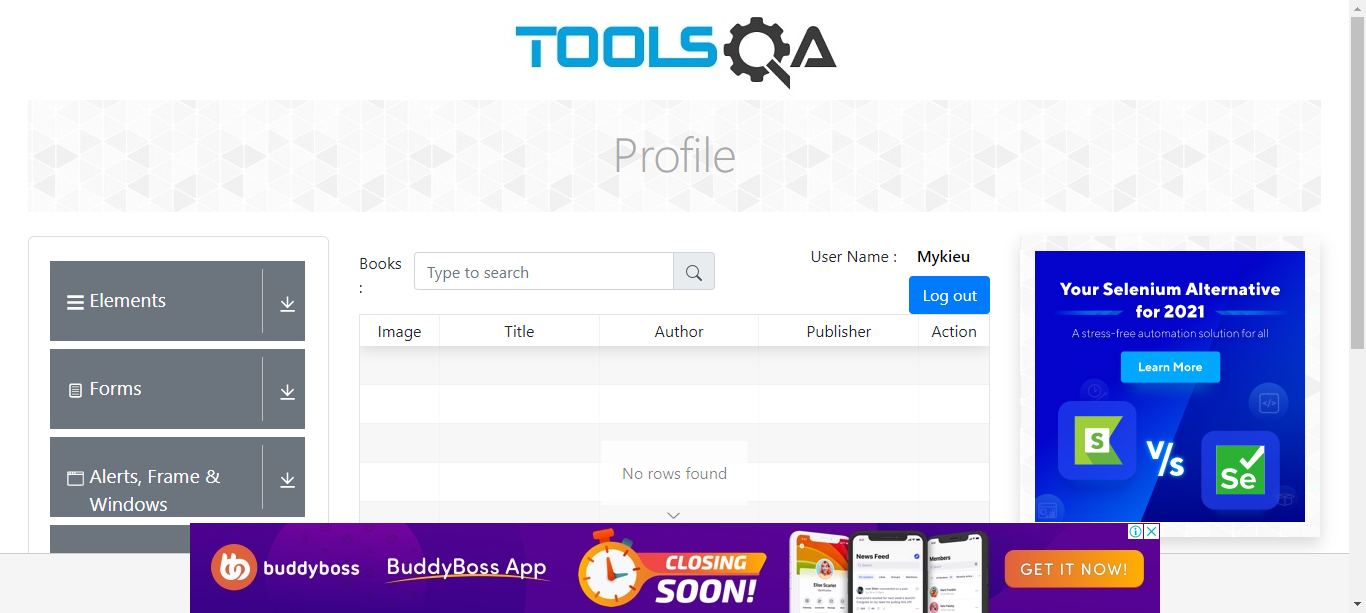 TOOLSQA
Profile
Elements
Forms
Alerts, Frame &
Windows
Books
:
Type to search
User Name :
Mykieu
Log out
Image
Title
Author
Publisher
Action
No rows found
Your Selenium Alternative
for 2021
A stress-free automation solution for all
Learn More
S
V/s
Se
buddyboss
BuddyBoss App
CLOSING
SOON!
News Feed
Members
GET IT NOW!